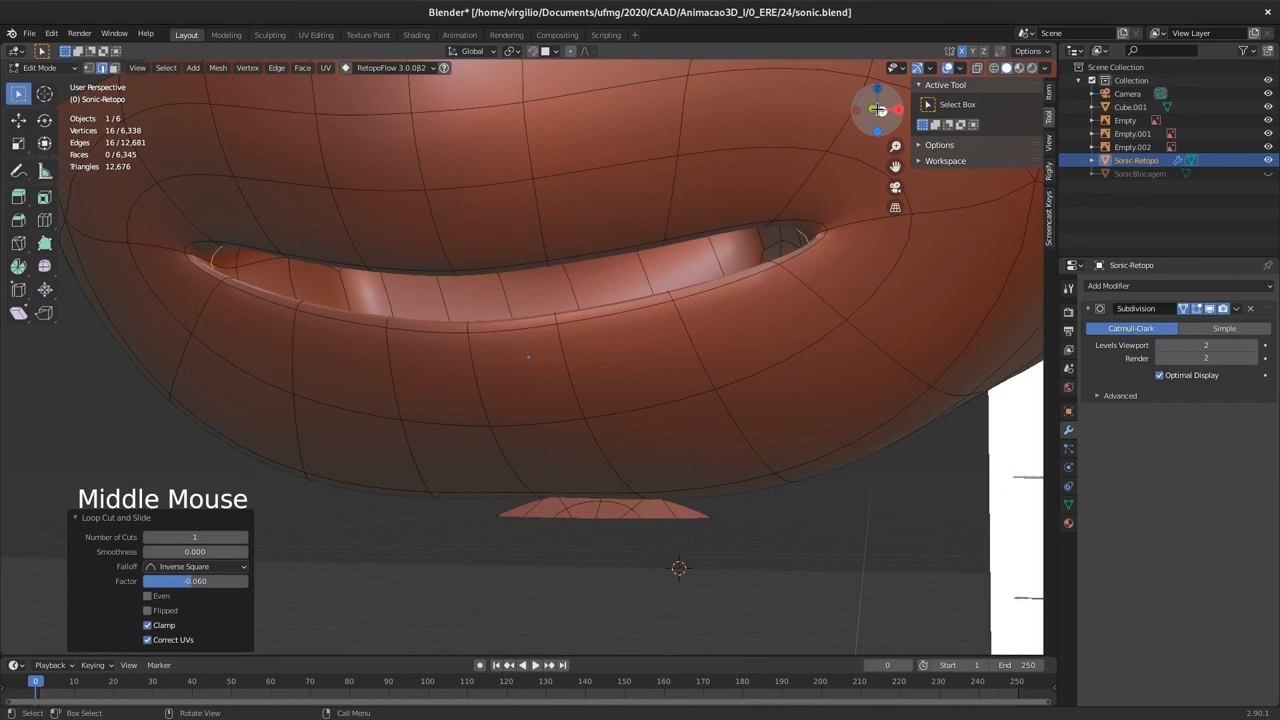 Blender* [/home/virgilio/Documents/ufmg/2020/CAAD/Animacao3D_I/0_ERE/24/sonic.blend]
File Edit Render Window Help Layout Modeling Sculpting UV Editing Texture Paint Shading Animation Rendering Compositing Scripting + Scene View Layer
Global X Y Z Options
Edit Mode View Select Add Mesh Vertex Edge Face UV RetopoFlow 3.0.0β2
User Perspective
(0) Sonic-Retopo
Objects 1/6
Vertices 16 / 6,338
Edges 16 / 12,681
Faces 0 / 6,345
Triangles 12,676
Active Tool
Select Box
Options
Workspace
Item
Tool
View
Rigify
Screencast Keys
Scene Collection
Collection
Camera
Cube.001
Empty
Empty.001
Empty.002
Sonic-Retopo
SonicBlocagem
Sonic-Retopo
Add Modifier
Subdivision
Catmull-Clark Simple
Levels Viewport 2
Render 2
Optimal Display
Advanced
Middle Mouse
Loop Cut and Slide
Number of Cuts 1
Smoothness 0.000
Falloff Inverse Square
Factor -0.060
Even
Flipped
Clamp
Correct UVs
Playback Keying View Marker 0 Start 1 End 250
0 10 20 30 40 50 60 70 80 90 100 110 120 130 140 150 160 170 180 190 200 210 220 230 240 250
Select Box Select Rotate View Call Menu 2.90.1